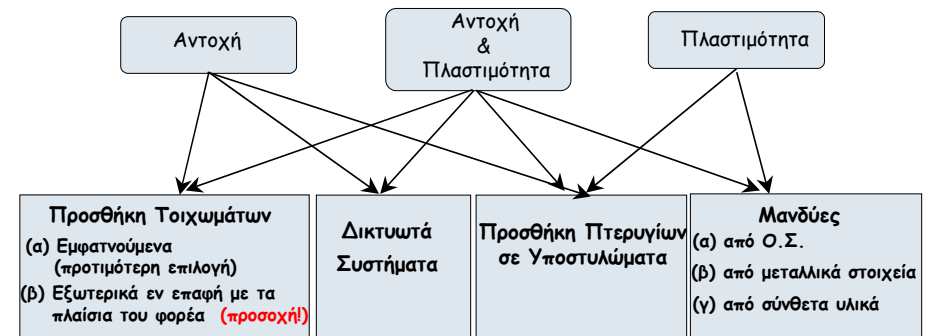 Αντοχή
Αντοχή
&
Πλαστιμότητα
Πλαστιμότητα
Προσθήκη Τοιχωμάτων
(α) Εμφατνούμενα
(προτιμότερη επιλογή)
(β) Εξωτερικά εν επαφή με τα
πλαίσια του φορέα (προσοχή!)
Δικτυωτά
Συστήματα
Προσθήκη Πτερυγίων
σε Υποστυλώματα
Μανδύες
(α) από Ο.Σ.
(β) από μεταλλικά στοιχεία
(γ) από σύνθετα υλικά